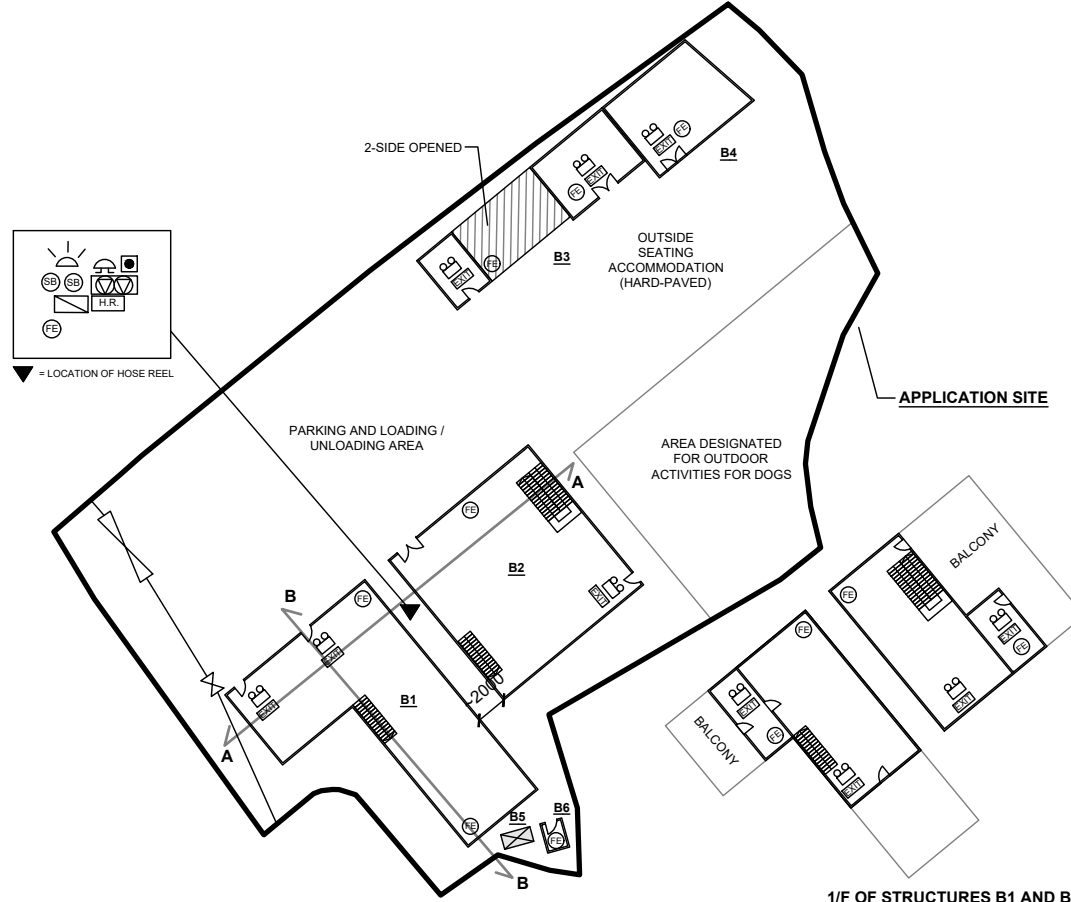 2-SIDE OPENED
FE
EXIT
B4
FE
EXIT
B3
FE
EXIT
OUTSIDE
SEATING
ACCOMMODATION
(HARD-PAVED)
SB
SB
H.R.
FE
= LOCATION OF HOSE REEL
APPLICATION SITE
PARKING AND LOADING /
UNLOADING AREA
AREA DESIGNATED
FOR OUTDOOR
ACTIVITIES FOR DOGS
A
FE
B2
EXIT
B
FE
EXIT
EXIT
B1
A
FE
B5
B6
FE
B
BALCONY
FE
EXIT
FE
EXIT
FE
EXIT
FE
BALCONY
EXIT
1/F OF STRUCTURES B1 AND B